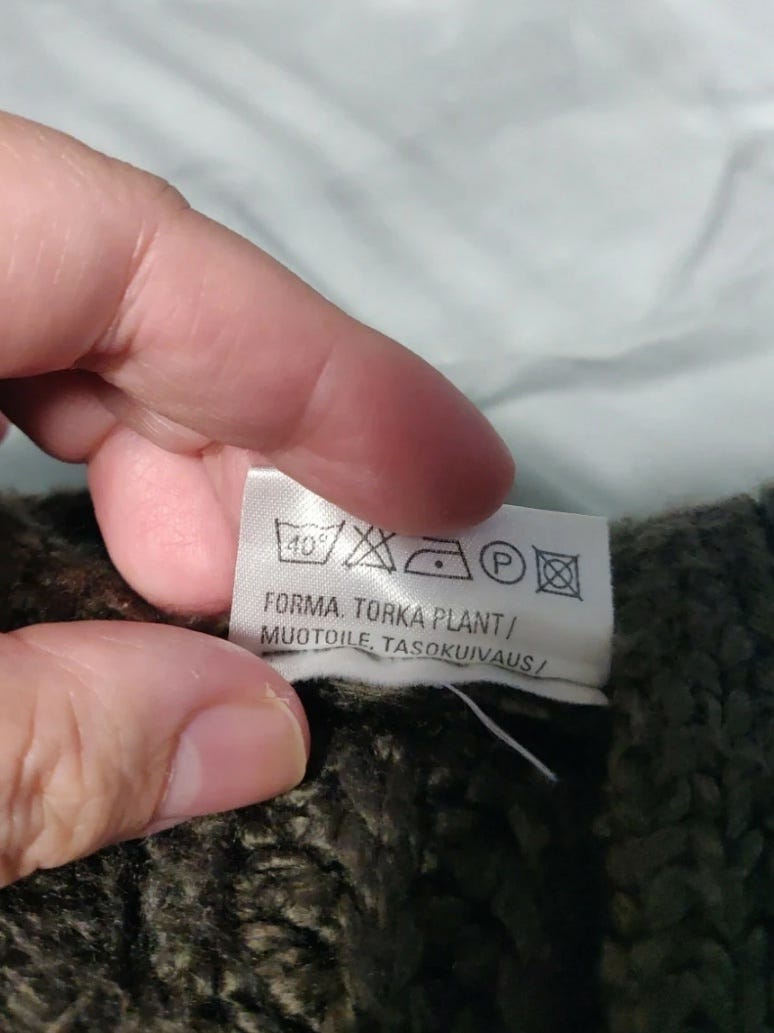 40° P
FORMA. TORKA PLANT/
MUOTOILE. TASOKUIVAUS/